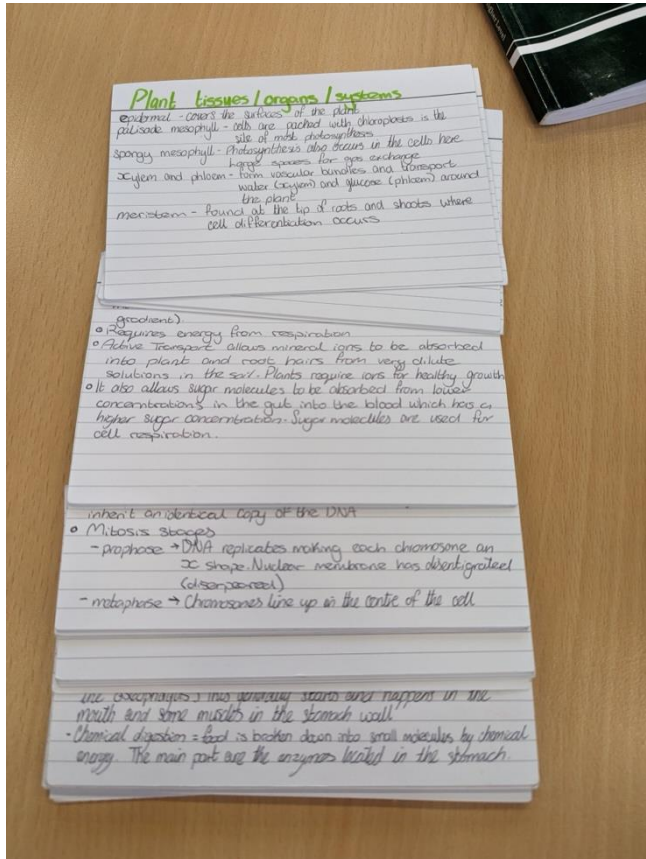 Plant tissues/organs/systems
epidermal - covers the surfaces of the plant
palisade mesophyll - cells are packed with chloroplasts is the
site of most photosynthesis
spongy mesophyll - Photosynthesis also occurs in the cells here
large spaces for gas exchange
xylem and phloem - form vascular bundles and transport
water (xylem) and glucose (phloem) around
the plant
meristem - found at the tip of roots and shoots where
cell differentiation occurs
gradient).
• Requires energy from respiration
• Active Transport allows mineral ions to be absorbed
into plant and root hairs from very dilute
solutions in the soil. Plants require ions for healthy growth
• It also allows sugar molecules to be absorbed from lower
concentrations in the gut into the blood which has a
higher sugar concerntration. Sugar molecules are used for
cell respiration.
inherit an identical copy of the DNA
• Mitosis stages
- prophase → DNA replicates making each chromosone an
x shape. Nuclear membrane has disentigrated
(disappeared)
- metaphase → Chromosones line up in the centre of the cell
the oesophagus) This generally starts and happens in the
mouth and some muscles in the stomach wall
- Chemical digestion = food is broken down into small molecules by chemical
energy. The main part are the enzymes located in the stomach.